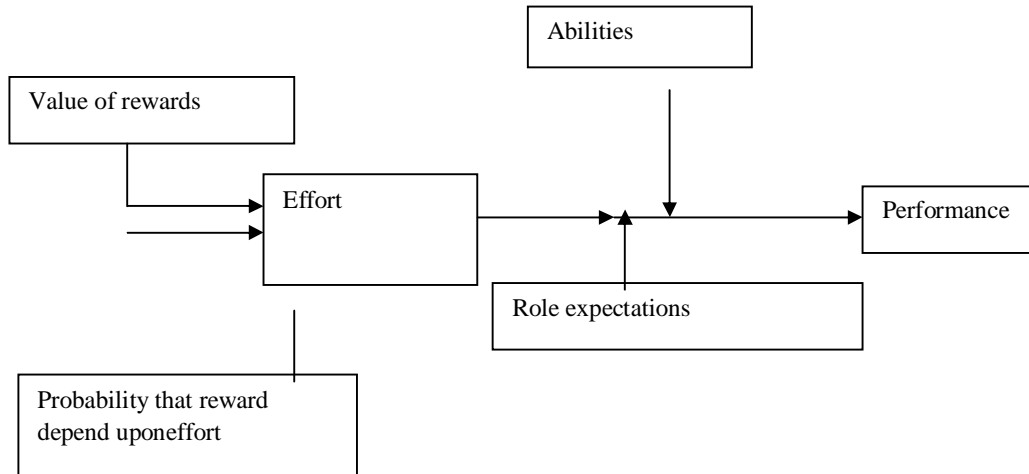 Abilities
Value of rewards
Effort
Performance
Role expectations
Probability that reward
depend uponeffort